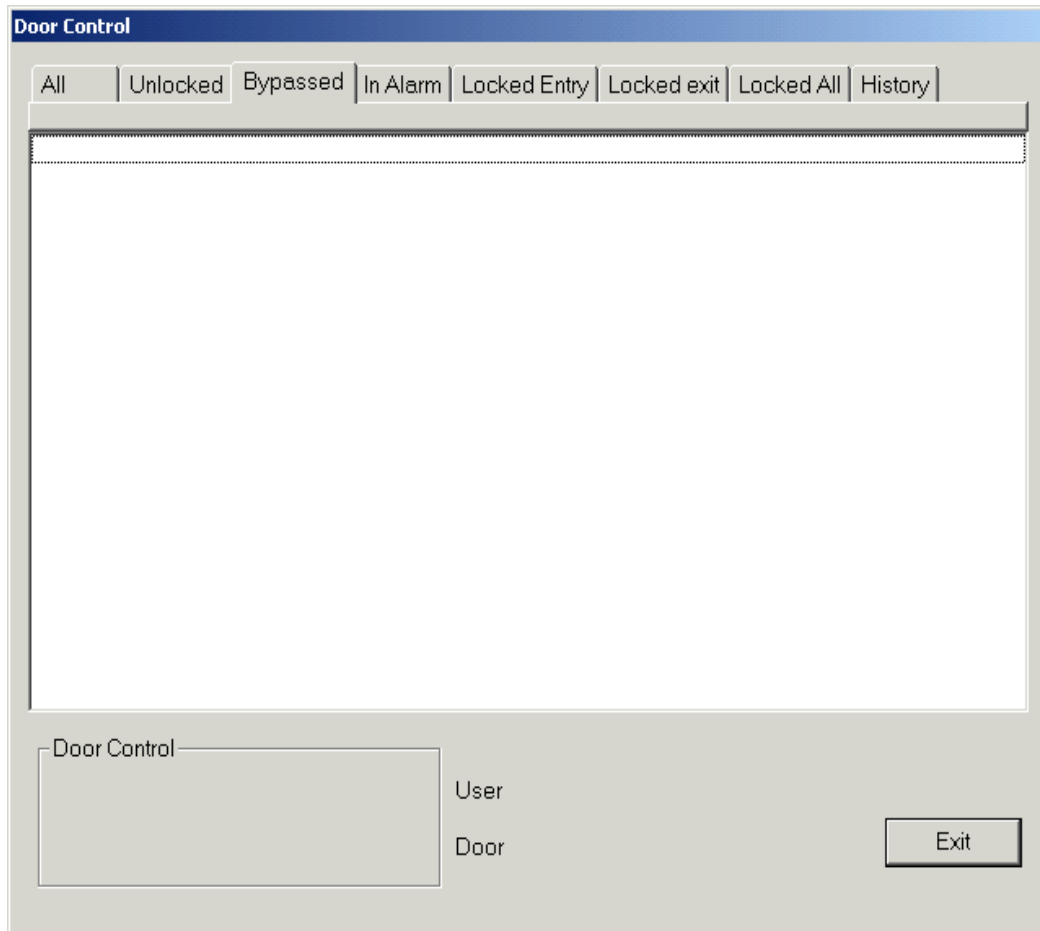 Door Control
All Unlocked Bypassed In Alarm Locked Entry Locked exit Locked All History
Door Control
User
Door
Exit